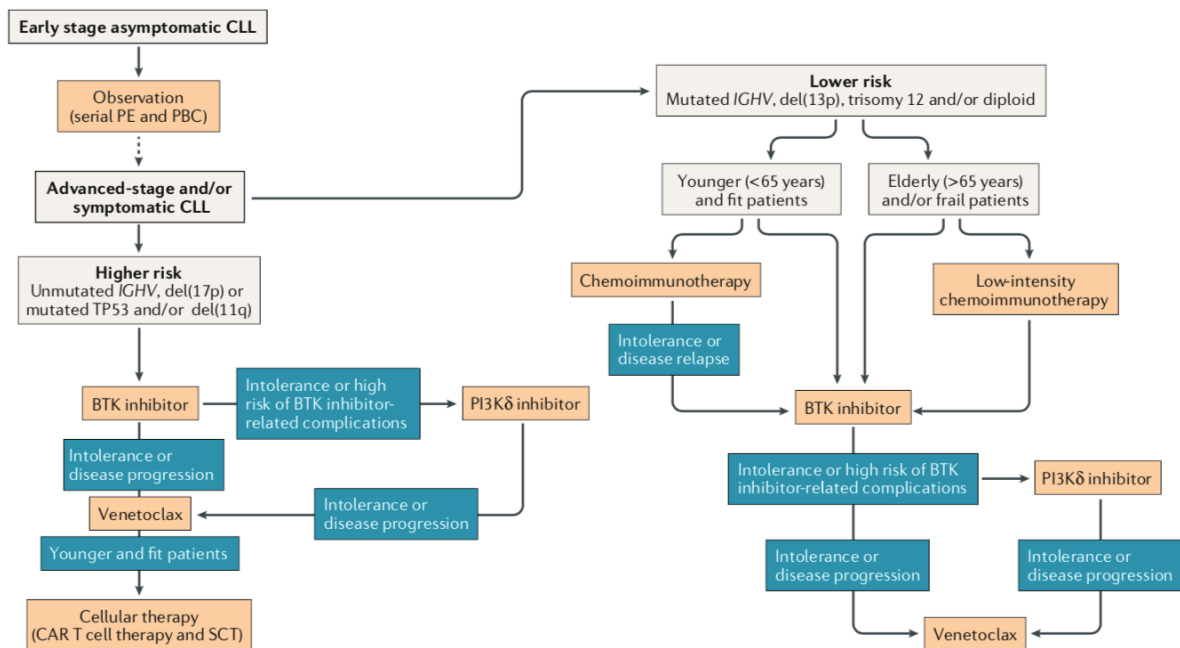 Early stage asymptomatic CLL
Observation
(serial PE and PBC)
Advanced-stage and/or
symptomatic CLL
Higher risk
Unmutated IGHV, del(17p) or
mutated TP53 and/or del(11q)
BTK inhibitor
Intolerance or high
risk of BTK inhibitor-
related complications
PI3Kδ inhibitor
Intolerance or
disease progression
Venetoclax
Intolerance or
disease progression
Younger and fit patients
Cellular therapy
(CAR T cell therapy and SCT)
Lower risk
Mutated IGHV, del(13p), trisomy 12 and/or diploid
Younger (<65 years)
and fit patients
Elderly (>65 years)
and/or frail patients
Chemoimmunotherapy
Low-intensity
chemoimmunotherapy
Intolerance or
disease relapse
BTK inhibitor
Intolerance or high risk of BTK
inhibitor-related complications
PI3Kδ inhibitor
Intolerance or
disease progression
Intolerance or
disease progression
Venetoclax